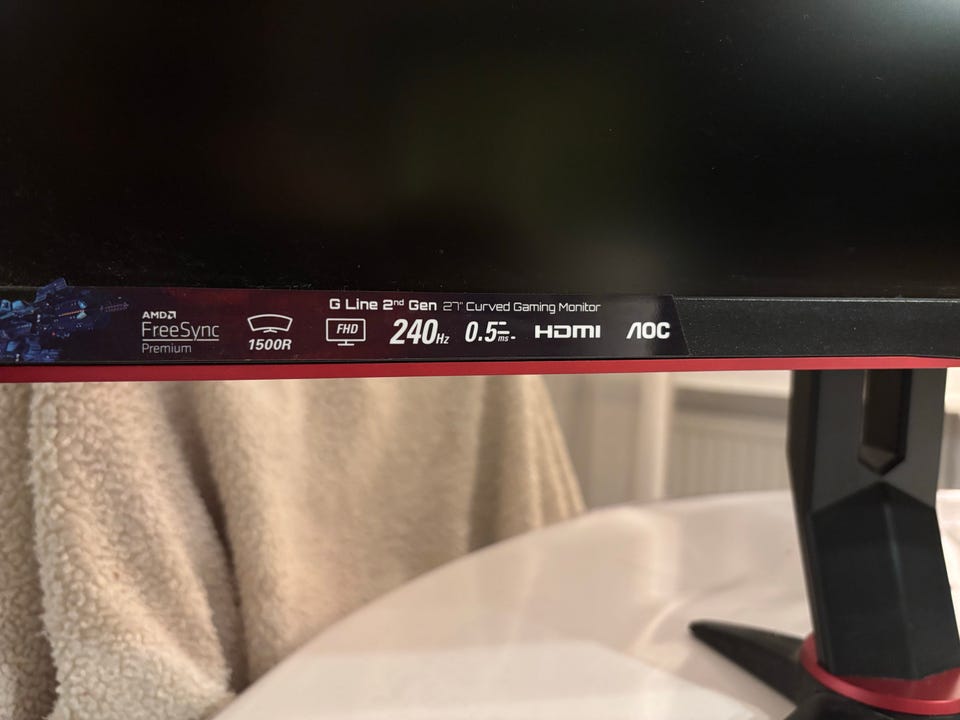 G Line 2nd Gen 27" Curved Gaming Monitor
AMD
FreeSync
Premium
1500R
FHD
240Hz
0.5ms
HDMI
AOC